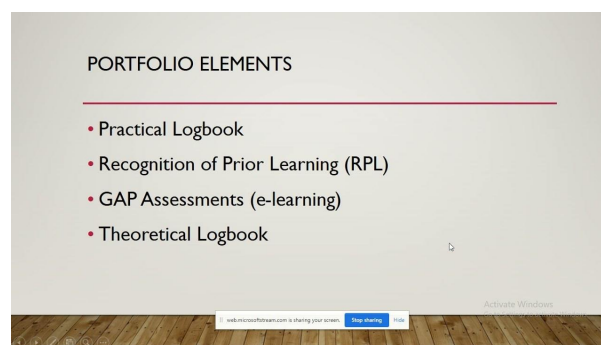 PORTFOLIO ELEMENTS
• Practical Logbook
• Recognition of Prior Learning (RPL)
• GAP Assessments (e-learning)
• Theoretical Logbook
Activate Windows
web.microsoftstream.com is sharing your screen. Stop sharing Hide